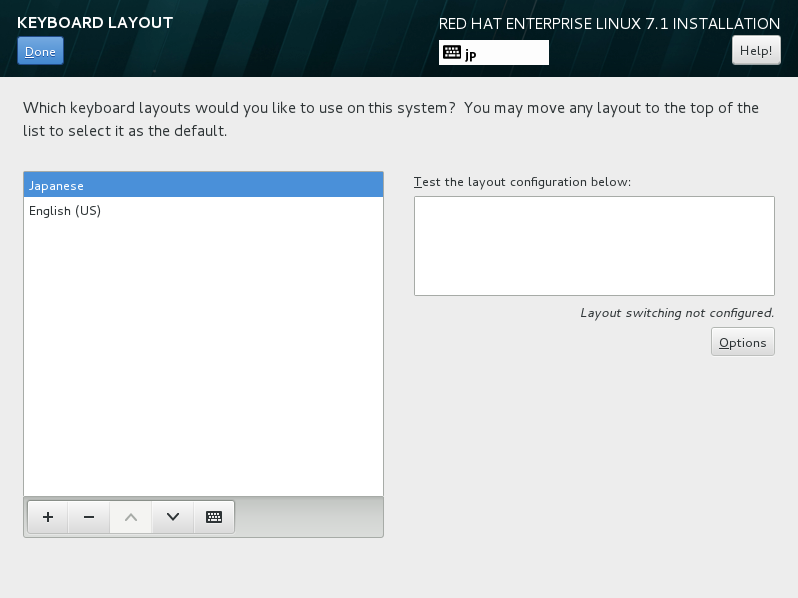 KEYBOARD LAYOUT
RED HAT ENTERPRISE LINUX 7.1 INSTALLATION
Done
jp
Help!
Which keyboard layouts would you like to use on this system?  You may move any layout to the top of the
list to select it as the default.
Japanese
English (US)
Test the layout configuration below:
Layout switching not configured.
Options